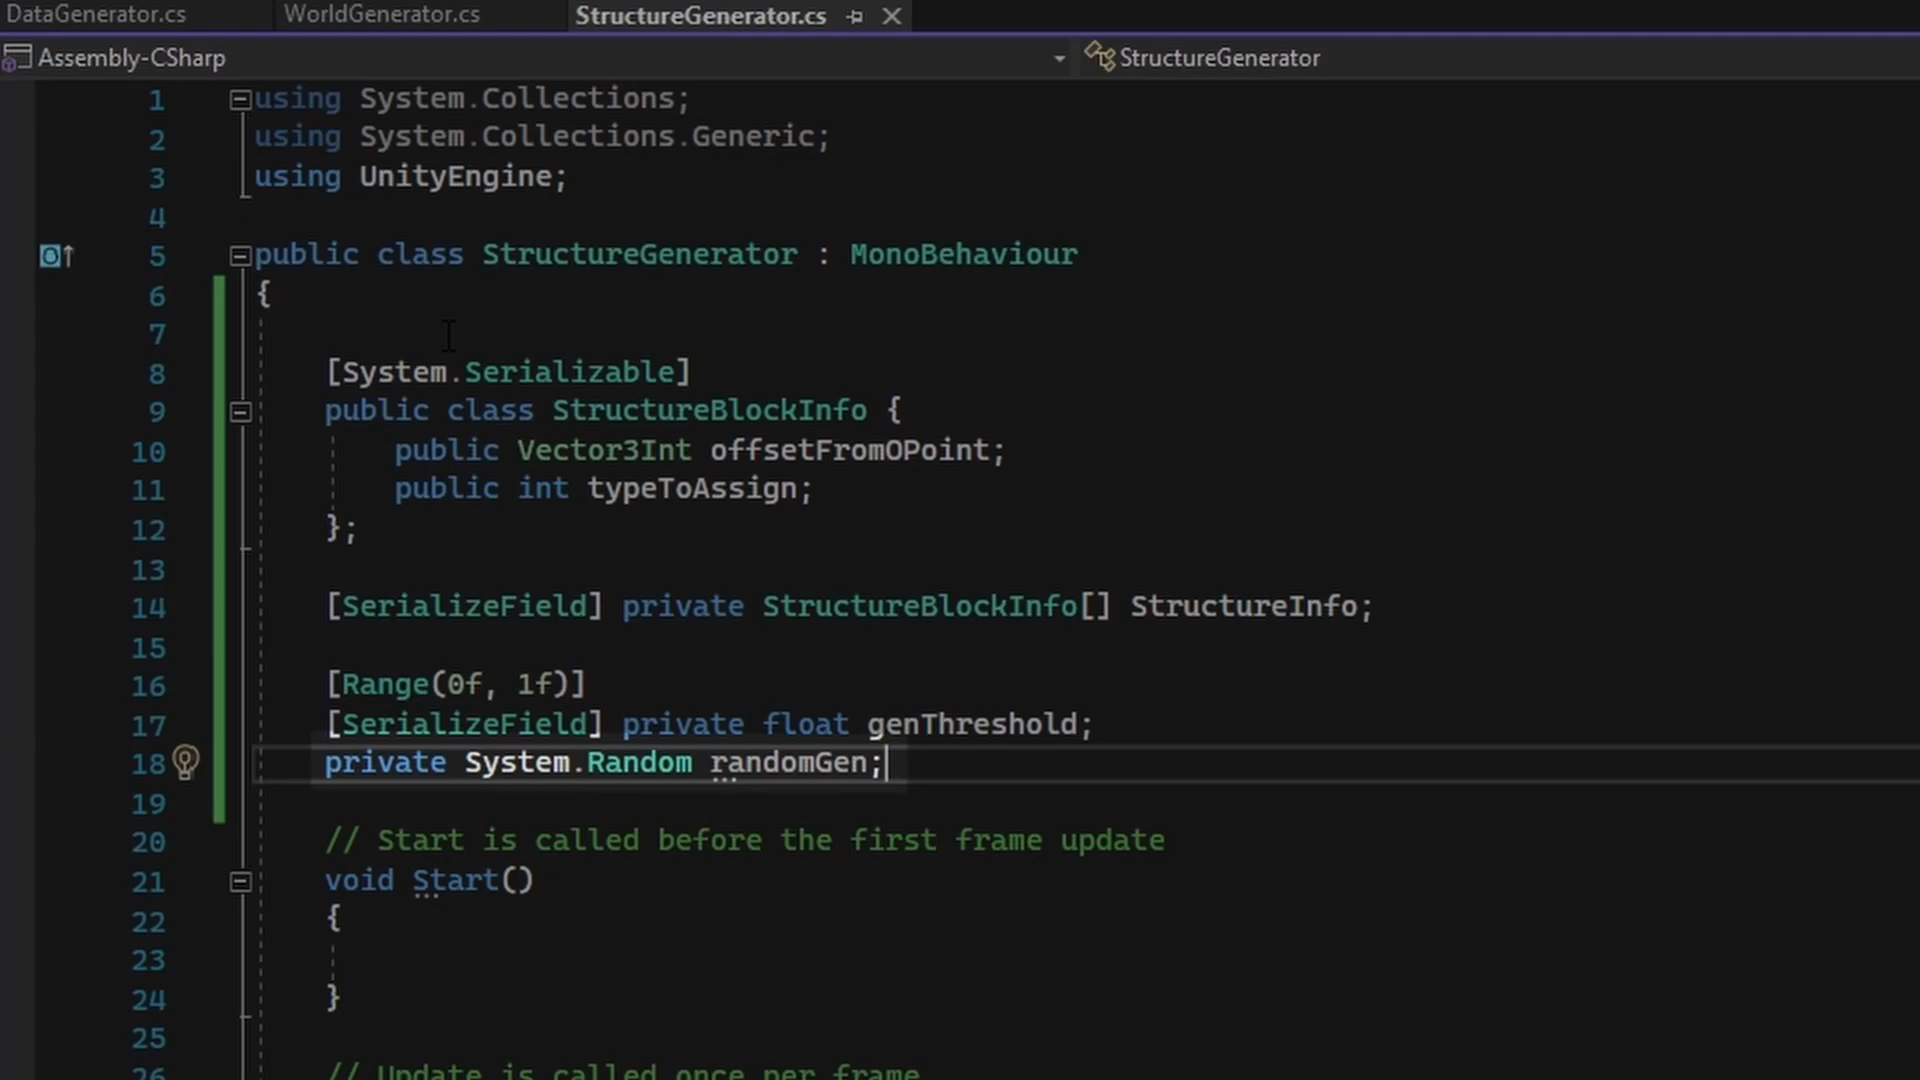 DataGenerator.cs WorldGenerator.cs StructureGenerator.cs
Assembly-CSharp StructureGenerator
1 using System.Collections;
2 using System.Collections.Generic;
3 using UnityEngine;
4
5 public class StructureGenerator : MonoBehaviour
6 {
7
8 [System.Serializable]
9 public class StructureBlockInfo {
10 public Vector3Int offsetFromOPoint;
11 public int typeToAssign;
12 };
13
14 [SerializeField] private StructureBlockInfo[] StructureInfo;
15
16 [Range(0f, 1f)]
17 [SerializeField] private float genThreshold;
18 private System.Random randomGen;
19
20 // Start is called before the first frame update
21 void Start()
22 {
23
24 }
25
26 // Update is called once per frame